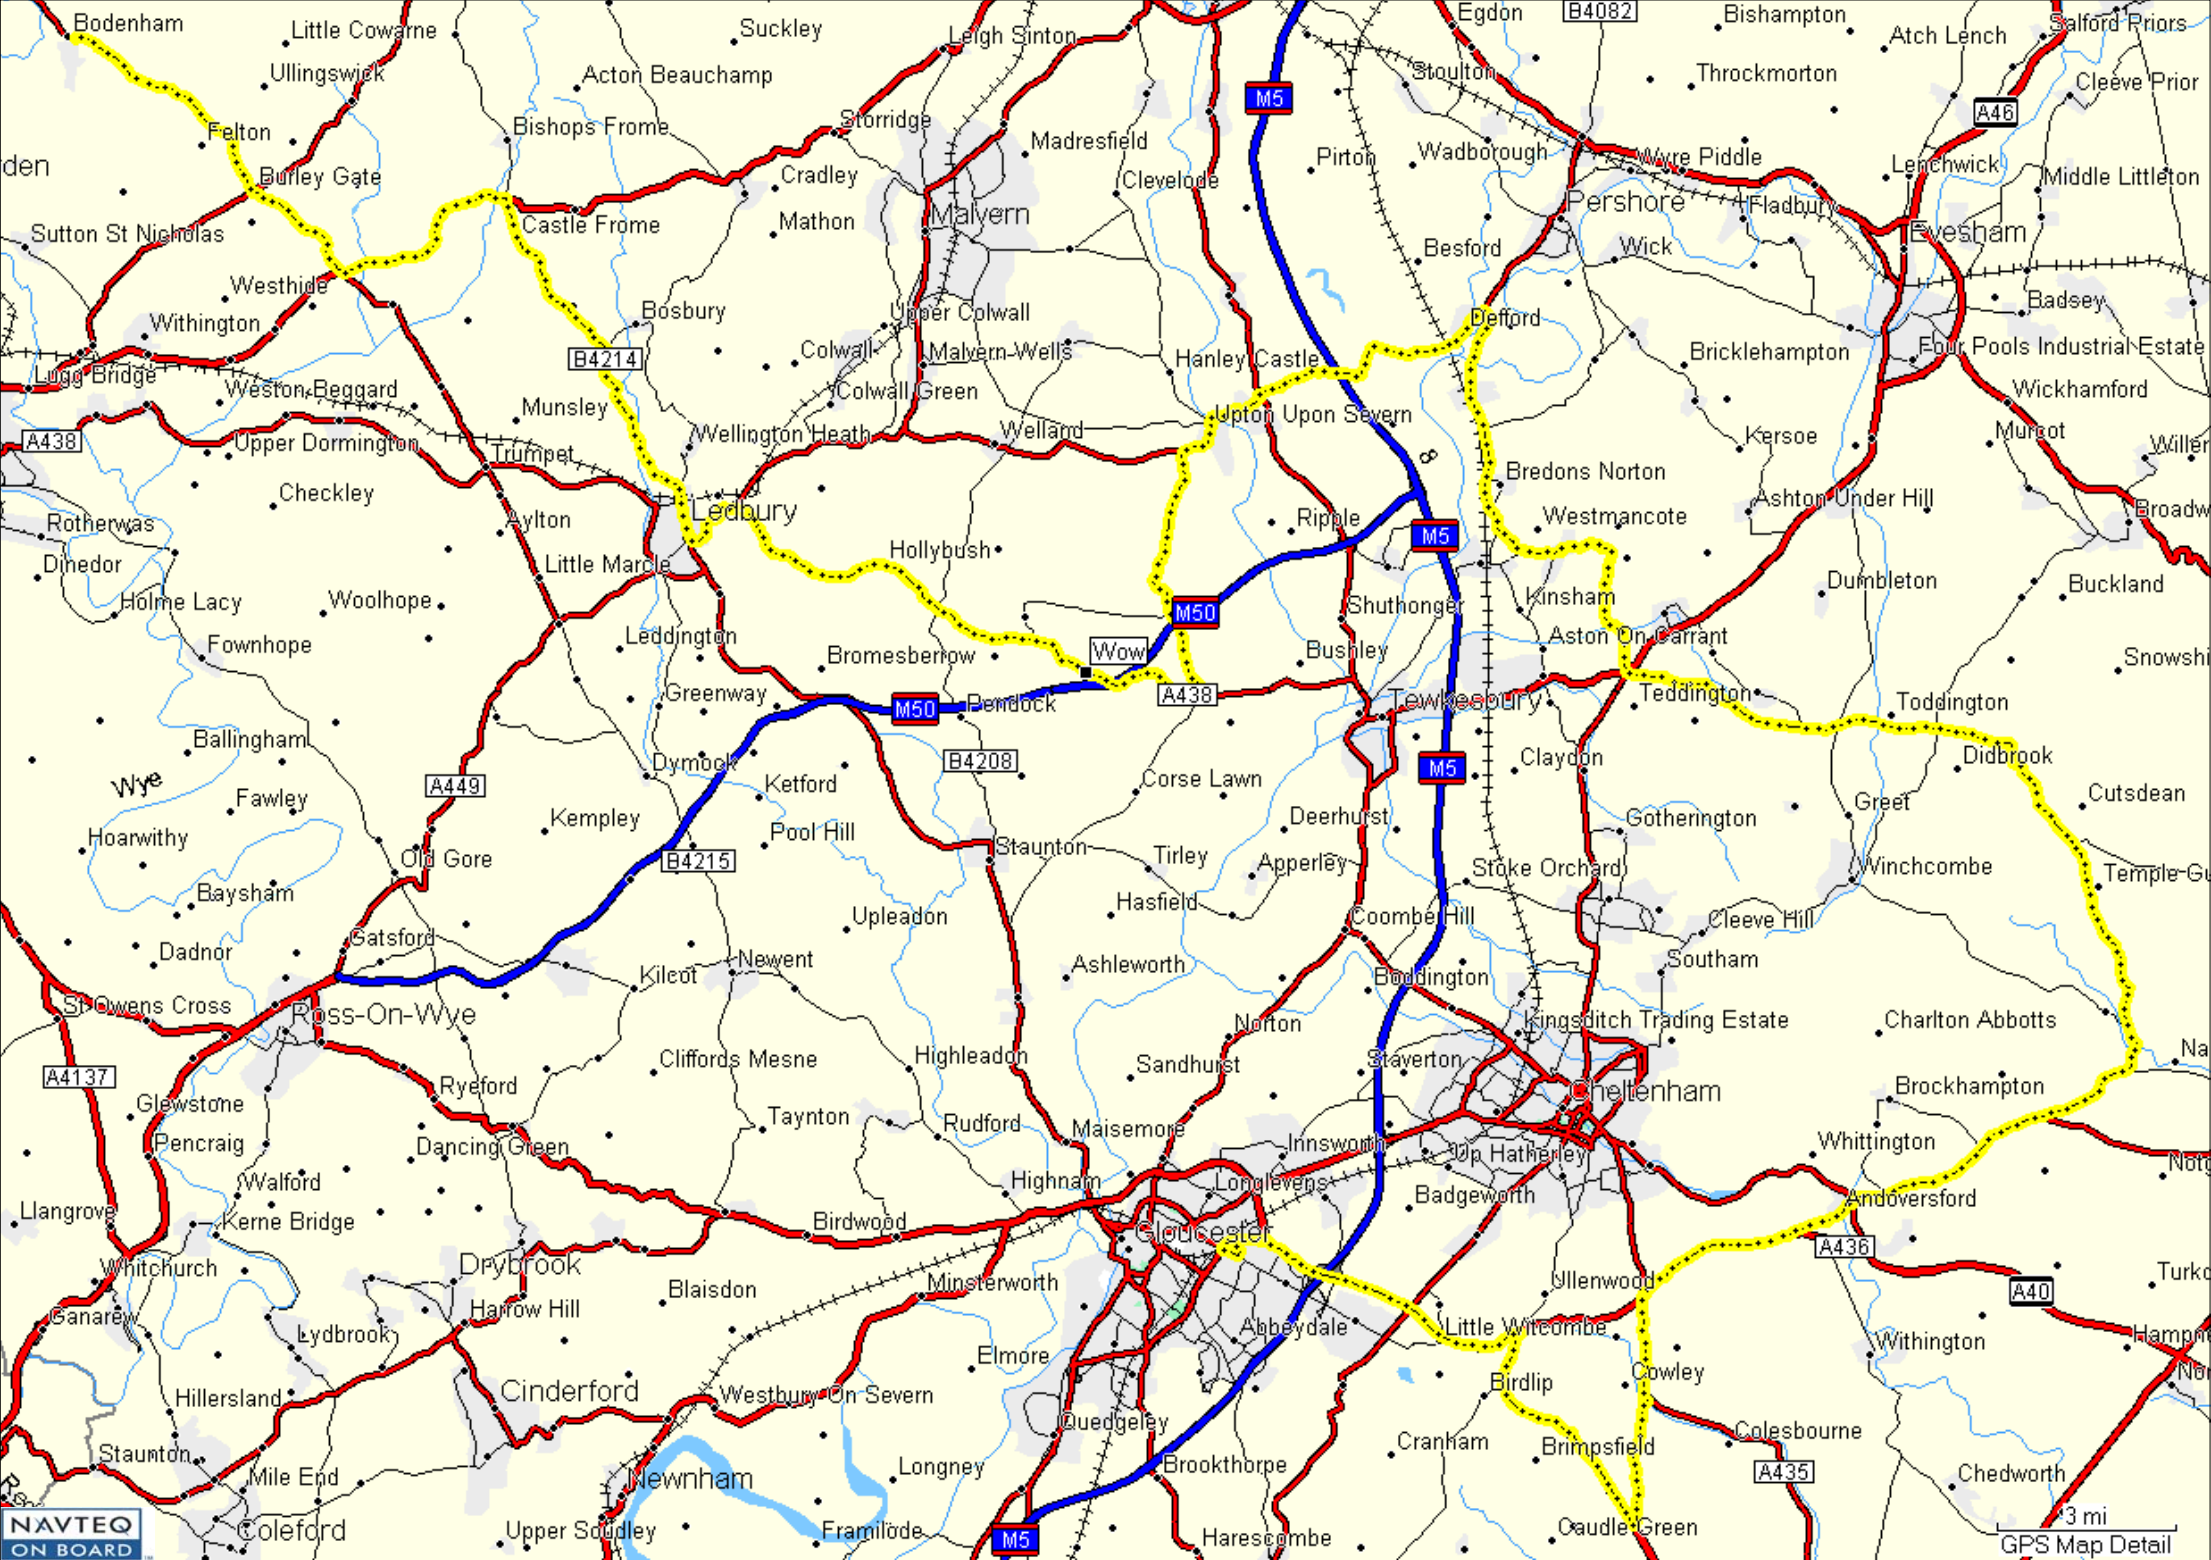 Bodenham
Little Cowarne
Suckley
Leigh Sinton
Egdon
B4082
Bishampton
Salford Priors
Atch Lench
Ullingswick
Acton Beauchamp
M5
Stoulton
Throckmorton
Cleeve Prior
A46
Felton
Bishops Frome
Storridge
Madresfield
Pirton
Wadborough
Wyre Piddle
Lenchwick
den
Burley Gate
Cradley
Clevelode
Middle Littleton
Malvern
Pershore
Fladbury
Sutton St Nicholas
Castle Frome
Mathon
Besford
Wick
Evesham
Westhide
Bosbury
Upper Colwall
Defford
Badsey
Withington
B4214
Colwall
Malvern Wells
Hanley Castle
Bricklehampton
Four Pools Industrial Estate
Lugg Bridge
Weston Beggard
Colwall Green
Wickhamford
Munsley
Upton Upon Severn
A438
Upper Dormington
Wellington Heath
Welland
Kersoe
Murcot
Willer
Trumpet
8
Bredons Norton
Checkley
Ledbury
Ashton Under Hill
Broadw
Rotherwas
Aylton
Ripple
Westmancote
M5
Dinedor
Little Marcle
Hollybush
Dumbleton
Buckland
Holme Lacy
Woolhope
M50
Shuthonger
Kinsham
Fownhope
Leddington
Bromesberrow
Wow
Bushley
Aston On Carrant
Snowshi
Greenway
M50
Pendock
A438
Tewkesbury
Teddington
Toddington
Ballingham
Dymock
B4208
Claydon
Didbrook
Wye
A449
Ketford
Corse Lawn
M5
Fawley
Kempley
Deerhurst
Greet
Cutsdean
Hoarwithy
Pool Hill
Gotherington
Old Gore
B4215
Staunton
Tirley
Apperley
Stoke Orchard
Winchcombe
Temple Gu
Baysham
Upleadon
Hasfield
Coombe Hill
Cleeve Hill
Dadnor
Gatsford
Newent
Ashleworth
Boddington
Southam
Kilcot
St Owens Cross
Ross-On-Wye
Norton
Kingsditch Trading Estate
Charlton Abbotts
A4137
Cliffords Mesne
Highleadon
Sandhurst
Staverton
Na
Ryeford
Cheltenham
Brockhampton
Glewstone
Taynton
Rudford
Maisemore
Innsworth
Whittington
Pencraig
Dancing Green
Up Hatherley
Notg
Walford
Highnam
Longlevens
Badgeworth
Andoversford
Llangrove
Kerne Bridge
Birdwood
Gloucester
A436
Whitchurch
Drybrook
Minsterworth
Ullenwood
Turkd
Blaisdon
A40
Ganarew
Harrow Hill
Lydbrook
Abbeydale
Little Witcombe
Withington
Hampne
Elmore
Cowley
Nor
Hillersland
Cinderford
Westbury On Severn
Birdlip
Quedgeley
Colesbourne
Staunton
Cranham
Brimpsfield
Mile End
Newnham
Longney
Brookthorpe
A435
Chedworth
NAVTEQ
ON BOARD
Coleford
Upper Soudley
Framilode
M5
Harescombe
Caudle Green
3 mi
GPS Map Detail